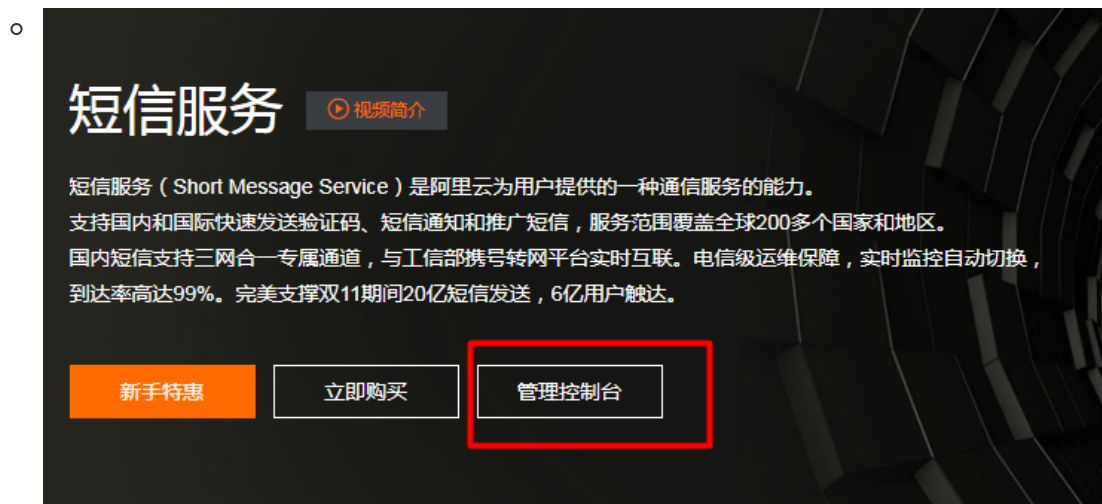 短信服务 视频简介
短信服务（Short Message Service）是阿里云为用户提供的一种通信服务的能力。
支持国内和国际快速发送验证码、短信通知和推广短信，服务范围覆盖全球200多个国家和地区。
国内短信支持三网合一专属通道，与工信部携号转网平台实时互联。电信级运维保障，实时监控自动切换，
到达率高达99%。完美支撑双11期间20亿短信发送，6亿用户触达。
新手特惠 立即购买 管理控制台